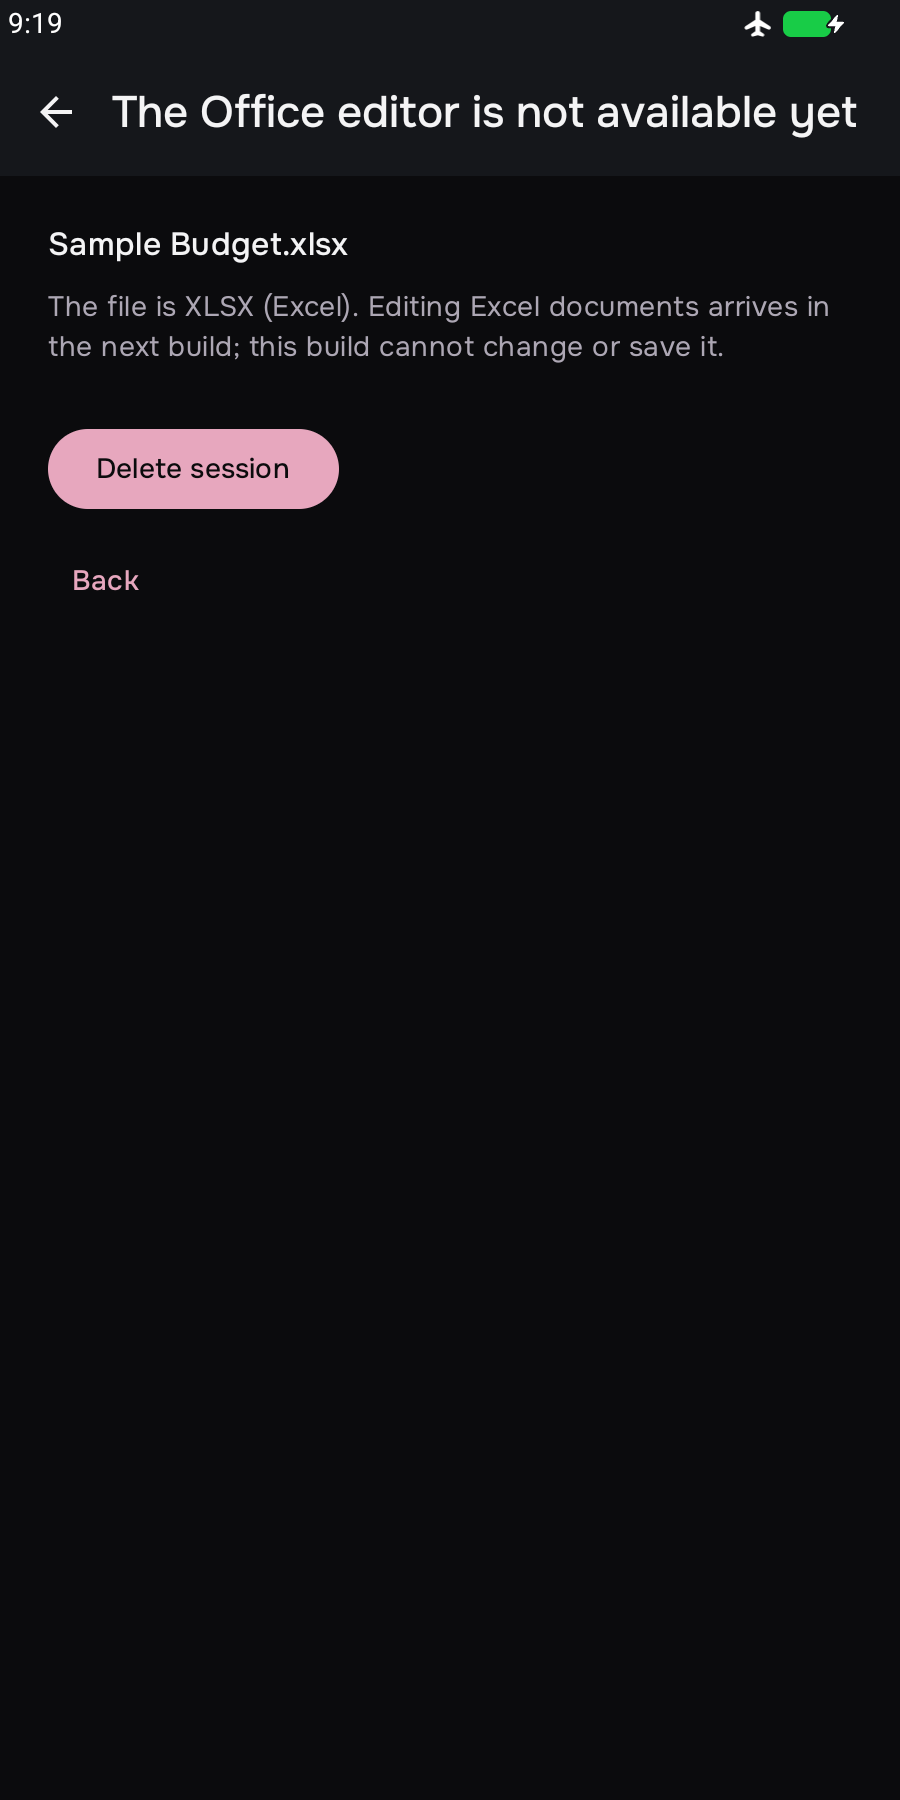 9:19
The Office editor is not available yet
Sample Budget.xlsx
The file is XLSX (Excel). Editing Excel documents arrives in
the next build; this build cannot change or save it.
Delete session
Back